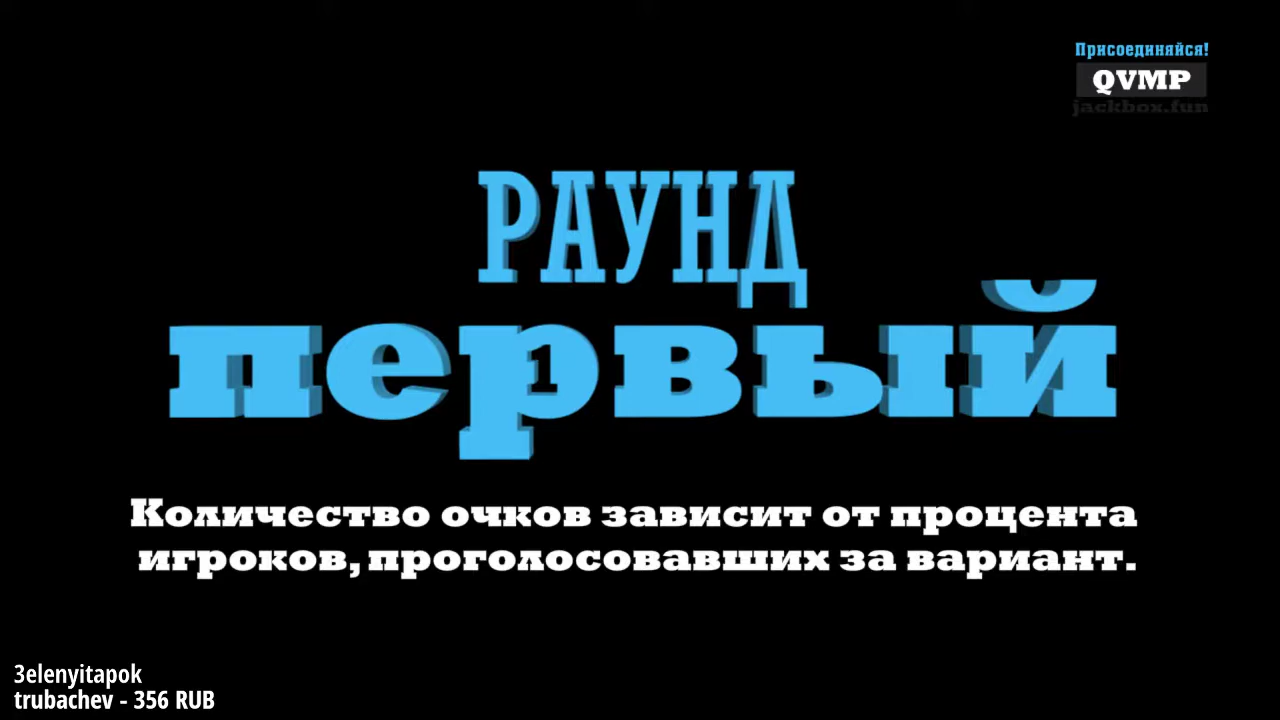 Присоединяйся!
QVMP
jackbox.fun
РАУНД
первый
1
Количество очков зависит от процента
игроков, проголосовавших за вариант.
3elenyitapok
trubachev - 356 RUB